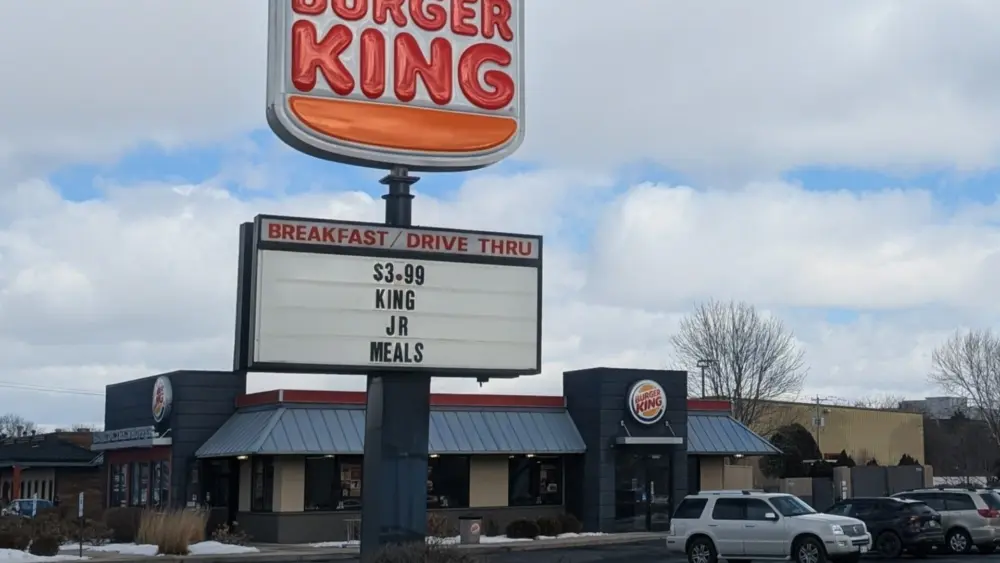 BURGER
KING
BREAKFAST / DRIVE THRU
$3.99
KING
JR
MEALS
BURGER
KING